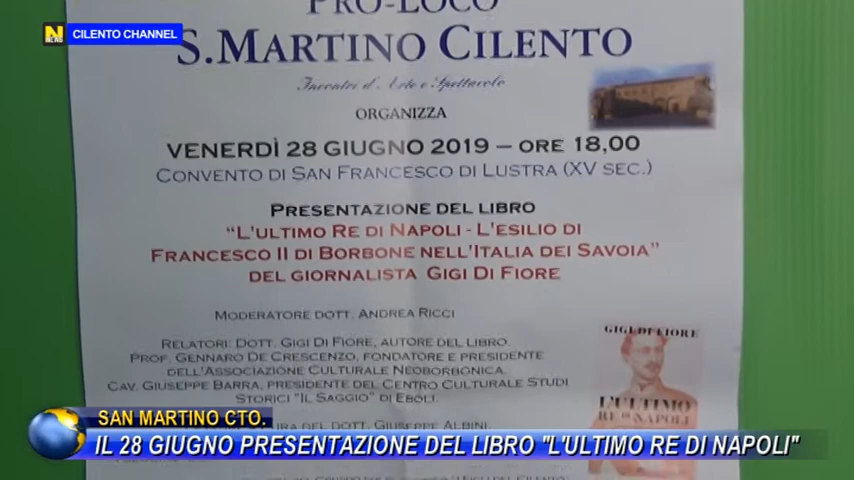 N
NEWS
CILENTO CHANNEL
PRO-LOCO
S. MARTINO CILENTO
Incontri d'Arte e Spettacolo
ORGANIZZA
VENERDÌ 28 GIUGNO 2019 – ORE 18,00
CONVENTO DI SAN FRANCESCO DI LUSTRA (XV SEC.)
PRESENTAZIONE DEL LIBRO
"L'ULTIMO RE DI NAPOLI - L'ESILIO DI
FRANCESCO II DI BORBONE NELL'ITALIA DEI SAVOIA"
DEL GIORNALISTA GIGI DI FIORE
MODERATORE DOTT. ANDREA RICCI
RELATORI: DOTT. GIGI DI FIORE, AUTORE DEL LIBRO.
PROF. GENNARO DE CRESCENZO, FONDATORE E PRESIDENTE
DELL'ASSOCIAZIONE CULTURALE NEOBORBONICA.
CAV. GIUSEPPE BARRA, PRESIDENTE DEL CENTRO CULTURALE STUDI
STORICI "IL SAGGIO" DI EBOLI.
DEL DOTT. GIUSEPPE ALBINI.
GIGI DI FIORE
L'ULTIMO
RE DI NAPOLI
SAN MARTINO CTO.
IL 28 GIUGNO PRESENTAZIONE DEL LIBRO "L'ULTIMO RE DI NAPOLI"